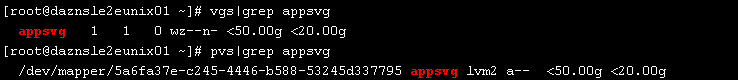 [root@daznsle2eunix01 ~]# vgs|grep appsvg
appsvg 1 1 0 wz--n- <50.00g <20.00g
[root@daznsle2eunix01 ~]# pvs|grep appsvg
/dev/mapper/5a6fa37e-c245-4446-b588-53245d337795 appsvg lvm2 a-- <50.00g <20.00g